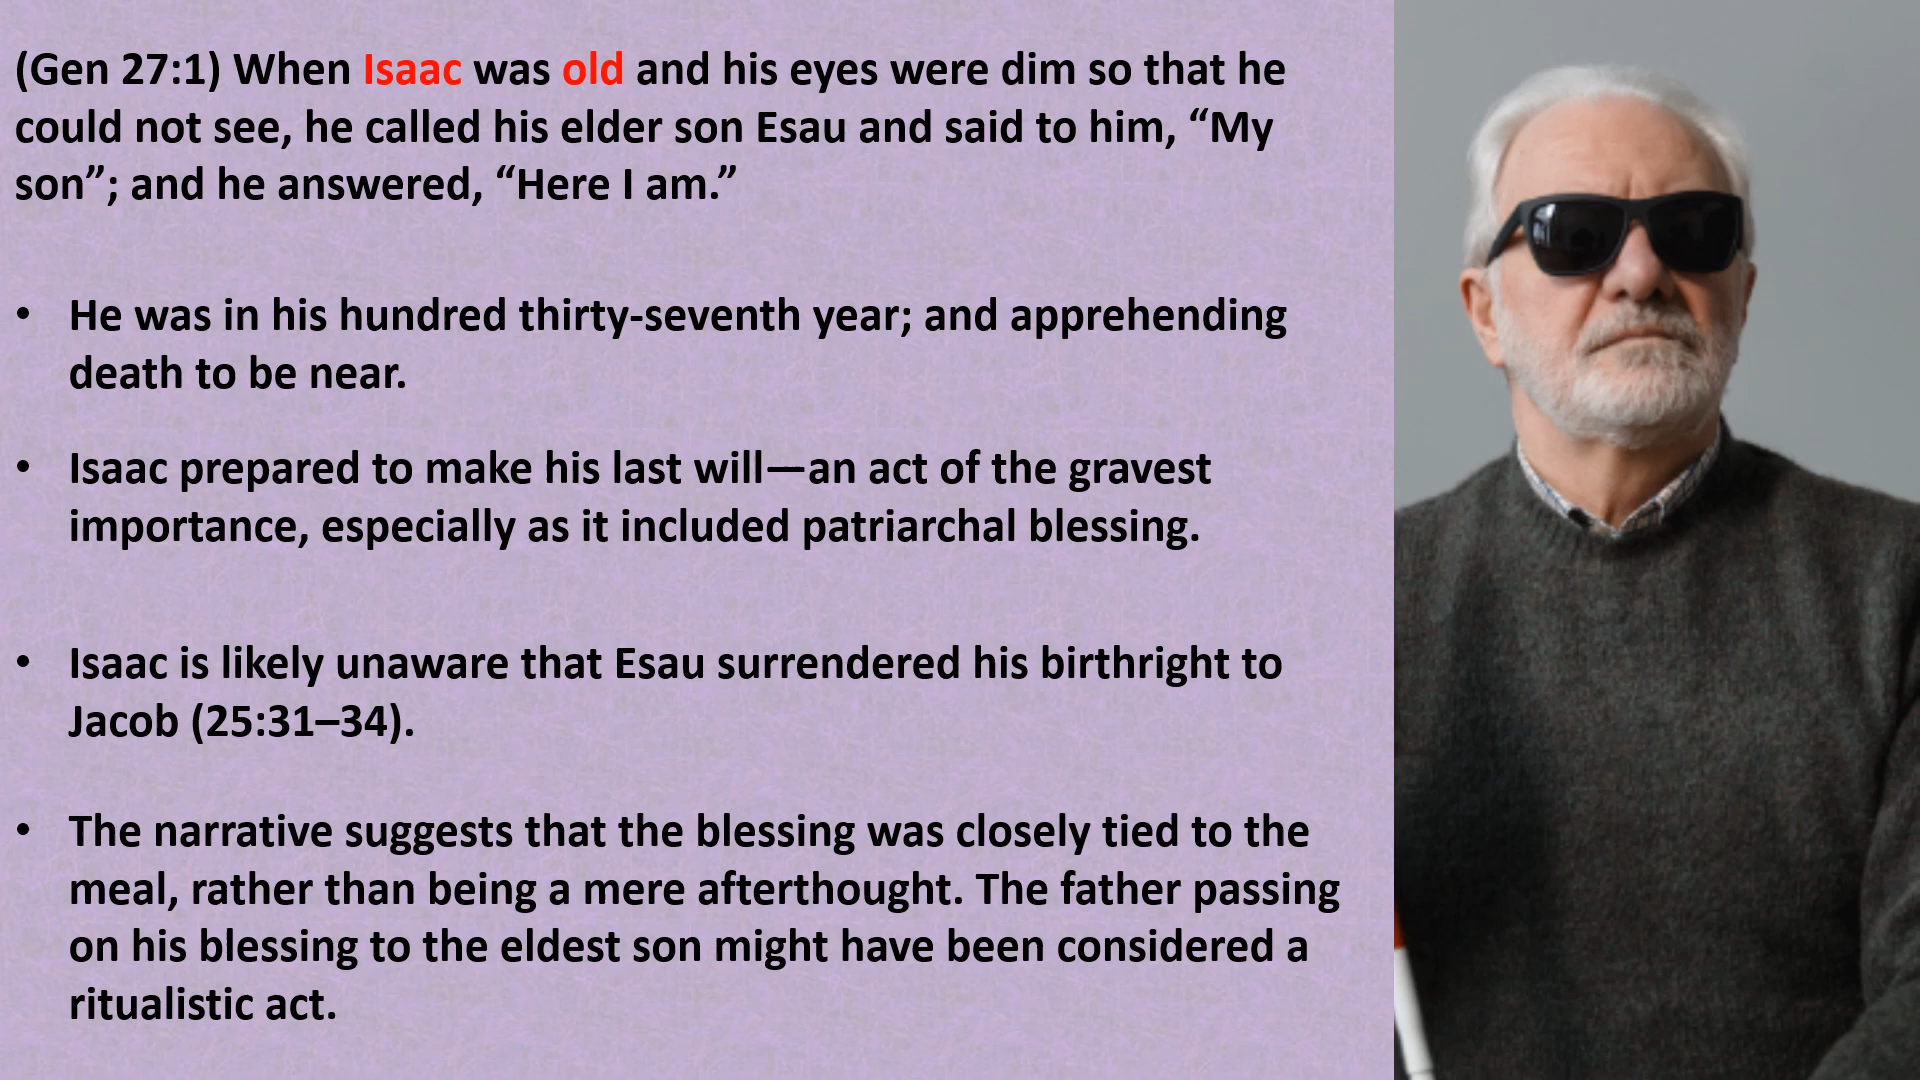 (Gen 27:1) When Isaac was old and his eyes were dim so that he
could not see, he called his elder son Esau and said to him, “My
son”; and he answered, “Here I am.”
• He was in his hundred thirty-seventh year; and apprehending
death to be near.
• Isaac prepared to make his last will—an act of the gravest
importance, especially as it included patriarchal blessing.
• Isaac is likely unaware that Esau surrendered his birthright to
Jacob (25:31–34).
• The narrative suggests that the blessing was closely tied to the
meal, rather than being a mere afterthought. The father passing
on his blessing to the eldest son might have been considered a
ritualistic act.